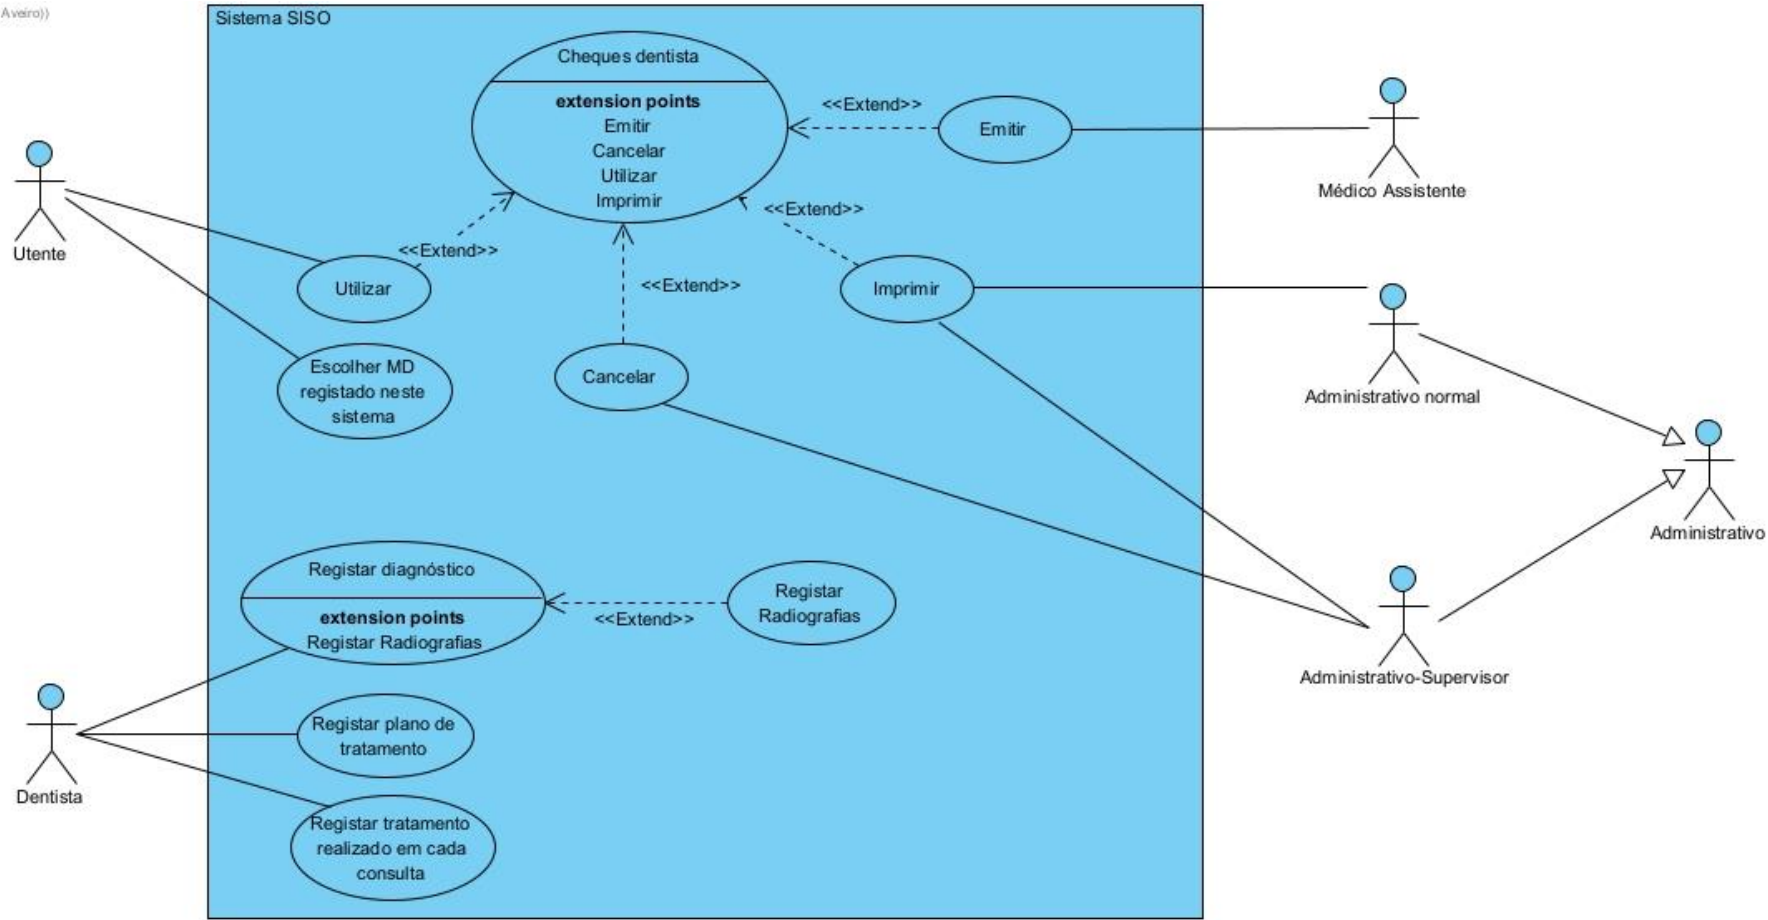 Aveiro))
Sistema SISO
Cheques dentista
extension points
Emitir
Cancelar
Utilizar
Imprimir
<<Extend>>
Emitir
Médico Assistente
Utente
<<Extend>>
Utilizar
<<Extend>>
<<Extend>>
Imprimir
Administrativo normal
Escolher MD
registado neste
sistema
Cancelar
Administrativo
Registar diagnóstico
extension points
Registar Radiografias
<<Extend>>
Registar
Radiografias
Administrativo-Supervisor
Registar plano de
tratamento
Dentista
Registar tratamento
realizado em cada
consulta